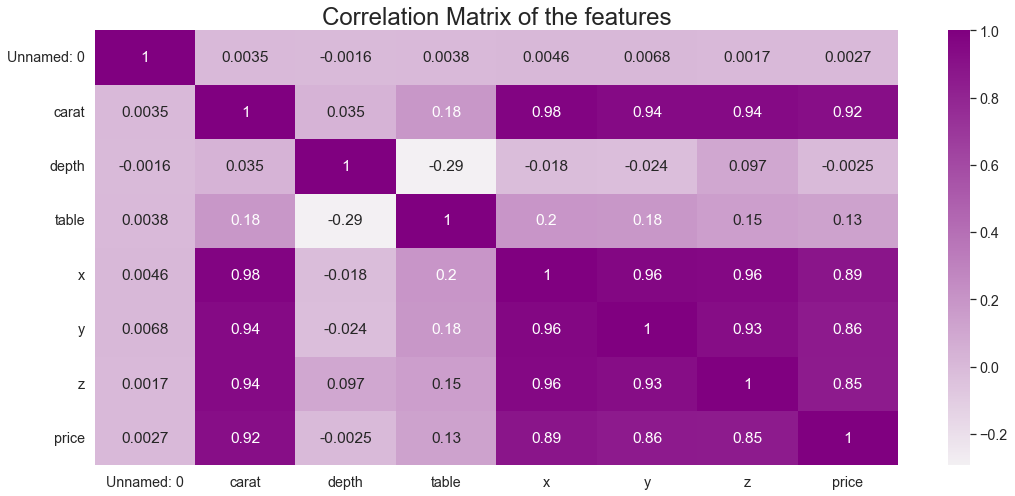 Correlation Matrix of the features
Unnamed: 0 1 0.0035 -0.0016 0.0038 0.0046 0.0068 0.0017 0.0027
carat 0.0035 1 0.035 0.18 0.98 0.94 0.94 0.92
depth -0.0016 0.035 1 -0.29 -0.018 -0.024 0.097 -0.0025
table 0.0038 0.18 -0.29 1 0.2 0.18 0.15 0.13
x 0.0046 0.98 -0.018 0.2 1 0.96 0.96 0.89
y 0.0068 0.94 -0.024 0.18 0.96 1 0.93 0.86
z 0.0017 0.94 0.097 0.15 0.96 0.93 1 0.85
price 0.0027 0.92 -0.0025 0.13 0.89 0.86 0.85 1
Unnamed: 0 carat depth table x y z price
1.0
0.8
0.6
0.4
0.2
0.0
−0.2